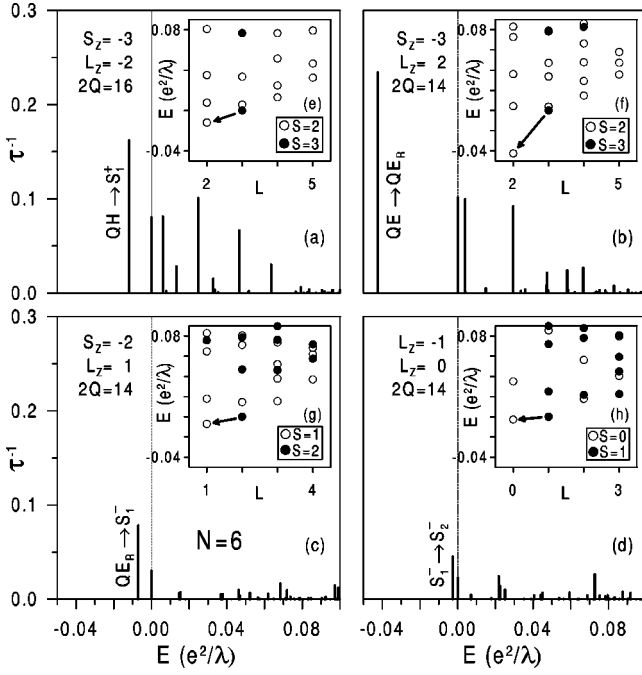 0.3
0.2
0.1
0.0
τ⁻¹
S_z= -3
L_z= -2
2Q=16
QH → S₁⁺
0.08
-0.04
E (e²/λ)
(e)
○ S=2
● S=3
2 L 5
(a)
S_z= -3
L_z= 2
2Q=14
QE → QE_R
0.08
-0.04
E (e²/λ)
(f)
○ S=2
● S=3
2 L 5
(b)
0.3
0.2
0.1
0.0
τ⁻¹
S_z= -2
L_z= 1
2Q=14
QE_R → S₁⁻
0.08
-0.04
E (e²/λ)
(g)
○ S=1
● S=2
1 L 4
N=6
(c)
-0.04 0.00 0.04 0.08
E (e²/λ)
L_z= -1
L_z= 0
2Q=14
S₁⁻ → S₂⁻
0.08
-0.04
E (e²/λ)
(h)
○ S=0
● S=1
0 L 3
(d)
-0.04 0.00 0.04 0.08
E (e²/λ)